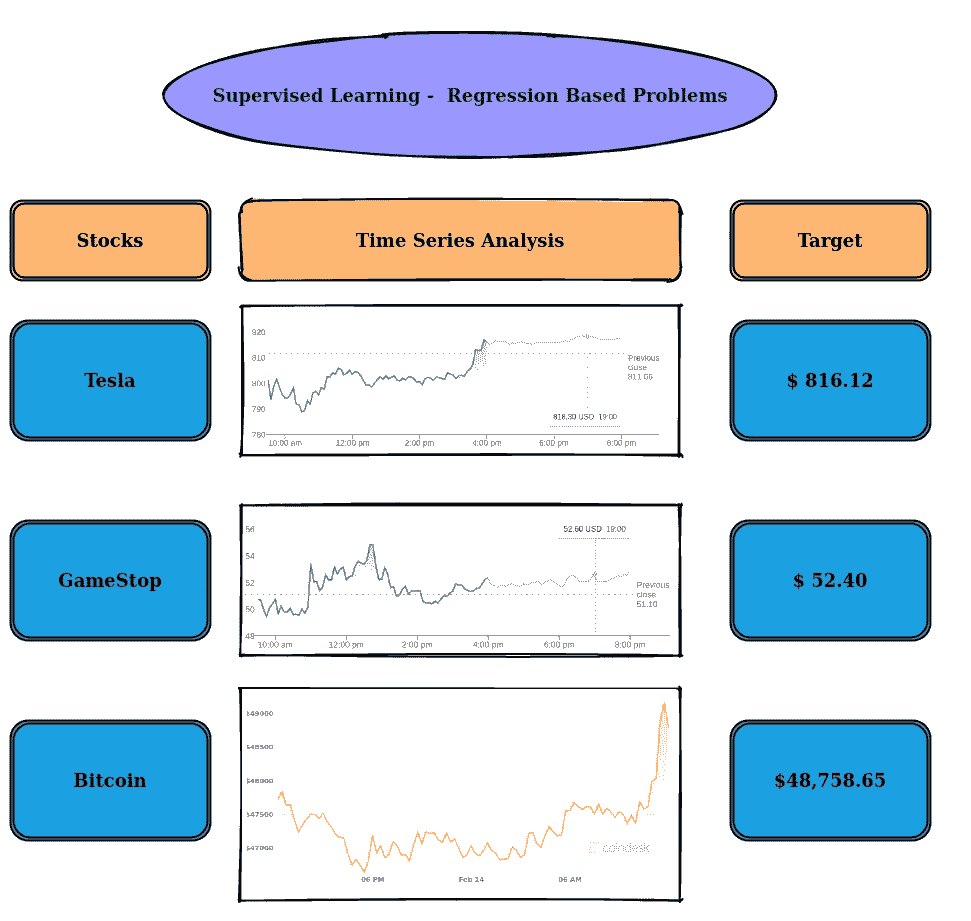 Supervised Learning -  Regression Based Problems
Stocks
Time Series Analysis
Target
Tesla
820
810
800
790
780
Previous
close
811.66
818.30 USD 19:00
10:00 am 12:00 pm 2:00 pm 4:00 pm 6:00 pm 8:00 pm
$ 816.12
GameStop
56
54
52
50
48
52.60 USD 19:00
Previous
close
51.10
10:00 am 12:00 pm 2:00 pm 4:00 pm 6:00 pm 8:00 pm
$ 52.40
Bitcoin
$49000
$48500
$48000
$47500
$47000
coindesk
06 PM Feb 14 06 AM
$48,758.65